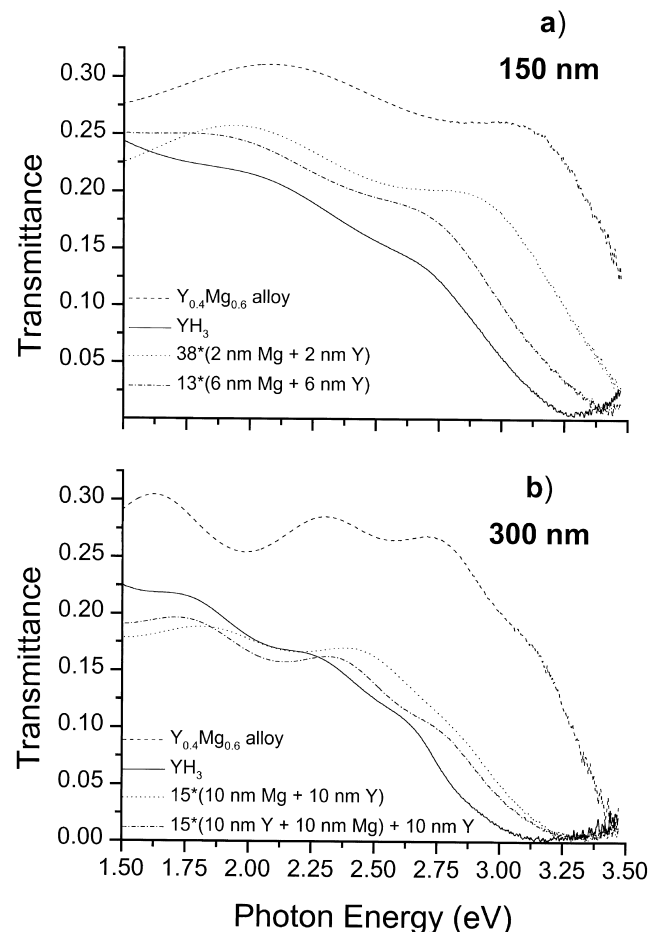 a)
150 nm
0.30
0.25
0.20
0.15
0.10
0.05
Transmittance
Y0.4Mg0.6 alloy
YH3
38*(2 nm Mg + 2 nm Y)
13*(6 nm Mg + 6 nm Y)
b)
300 nm
0.30
0.25
0.20
0.15
0.10
0.05
0.00
Transmittance
Y0.4Mg0.6 alloy
YH3
15*(10 nm Mg + 10 nm Y)
15*(10 nm Y + 10 nm Mg) + 10 nm Y
1.50 1.75 2.00 2.25 2.50 2.75 3.00 3.25 3.50
Photon Energy (eV)